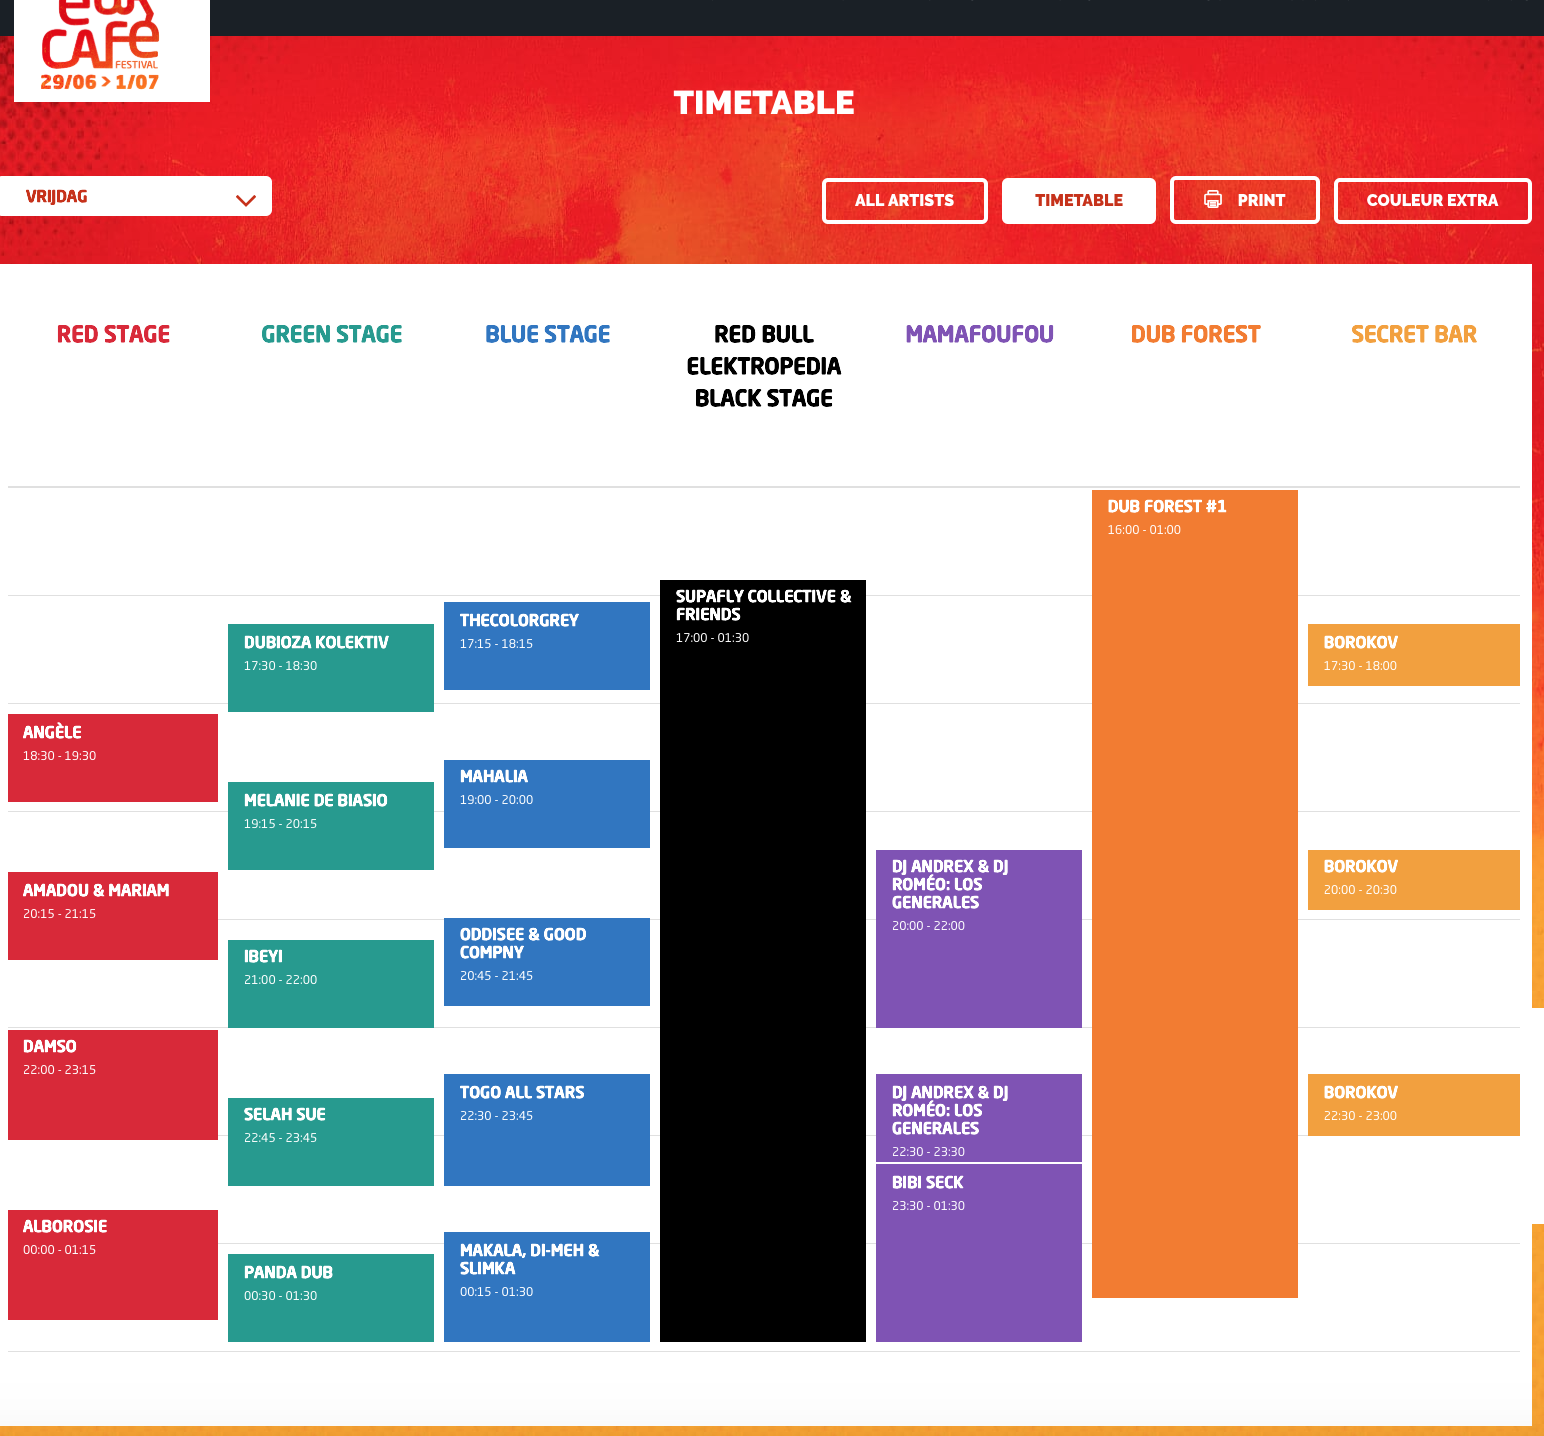 CAFE
FESTIVAL
29/06 > 1/07
TIMETABLE
VRIJDAG
ALL ARTISTS
TIMETABLE
PRINT
COULEUR EXTRA
RED STAGE
GREEN STAGE
BLUE STAGE
RED BULL
ELEKTROPEDIA
BLACK STAGE
MAMAFOUFOU
DUB FOREST
SECRET BAR
ANGÈLE
18:30 - 19:30
AMADOU & MARIAM
20:15 - 21:15
DAMSO
22:00 - 23:15
ALBOROSIE
00:00 - 01:15
DUBIOZA KOLEKTIV
17:30 - 18:30
MELANIE DE BIASIO
19:15 - 20:15
IBEYI
21:00 - 22:00
SELAH SUE
22:45 - 23:45
PANDA DUB
00:30 - 01:30
THECOLORGREY
17:15 - 18:15
MAHALIA
19:00 - 20:00
ODDISEE & GOOD
COMPNY
20:45 - 21:45
TOGO ALL STARS
22:30 - 23:45
MAKALA, DI-MEH &
SLIMKA
00:15 - 01:30
SUPAFLY COLLECTIVE &
FRIENDS
17:00 - 01:30
DJ ANDREX & DJ
ROMÉO: LOS
GENERALES
20:00 - 22:00
DJ ANDREX & DJ
ROMÉO: LOS
GENERALES
22:30 - 23:30
BIBI SECK
23:30 - 01:30
DUB FOREST #1
16:00 - 01:00
BOROKOV
17:30 - 18:00
BOROKOV
20:00 - 20:30
BOROKOV
22:30 - 23:00